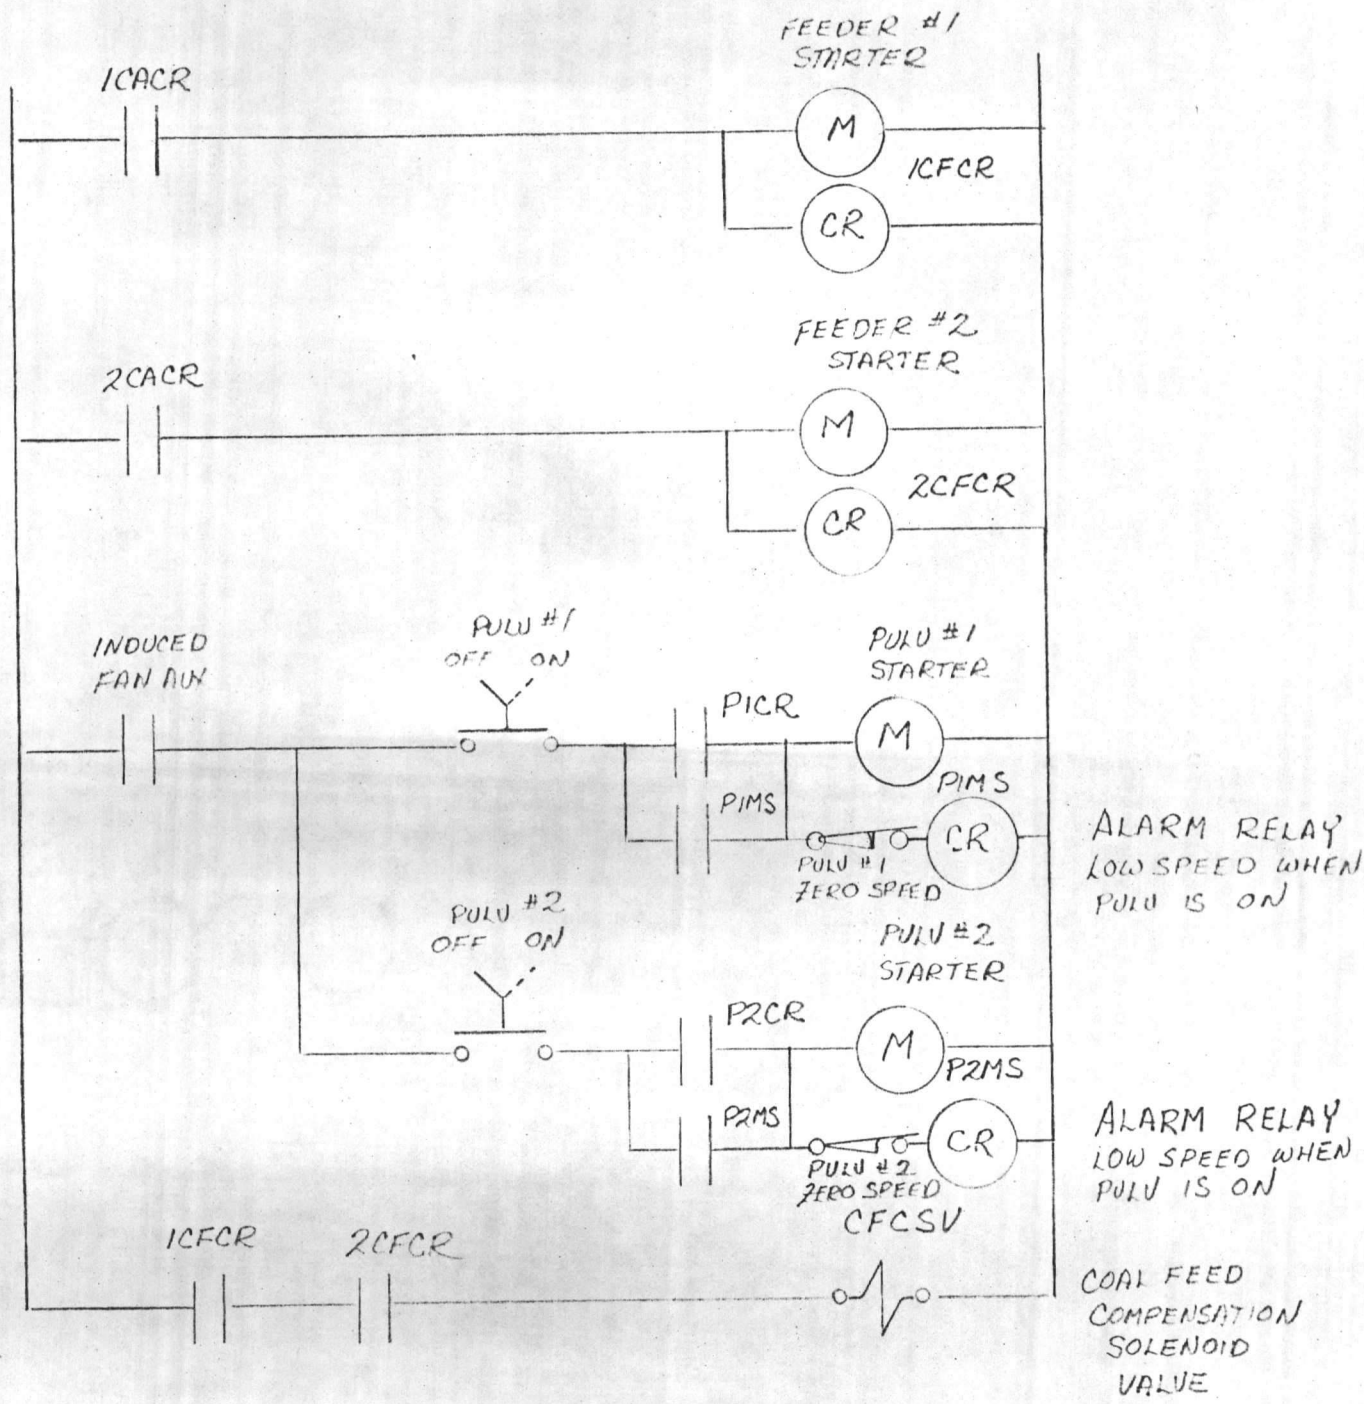 FEEDER #1
STARTER
1CACR
M
1CFCR
CR
FEEDER #2
STARTER
2CACR
M
2CFCR
CR
INDUCED
FAN AUX
PULV #1
OFF ON
PULV #1
STARTER
P1CR
M
P1MS
P1MS
CR
PULV #1
ZERO SPEED
ALARM RELAY
LOW SPEED WHEN
PULV IS ON
PULV #2
OFF ON
PULV #2
STARTER
P2CR
M
P2MS
P2MS
CR
PULV #2
ZERO SPEED
ALARM RELAY
LOW SPEED WHEN
PULV IS ON
1CFCR
2CFCR
CFCSV
COAL FEED
COMPENSATION
SOLENOID
VALUE